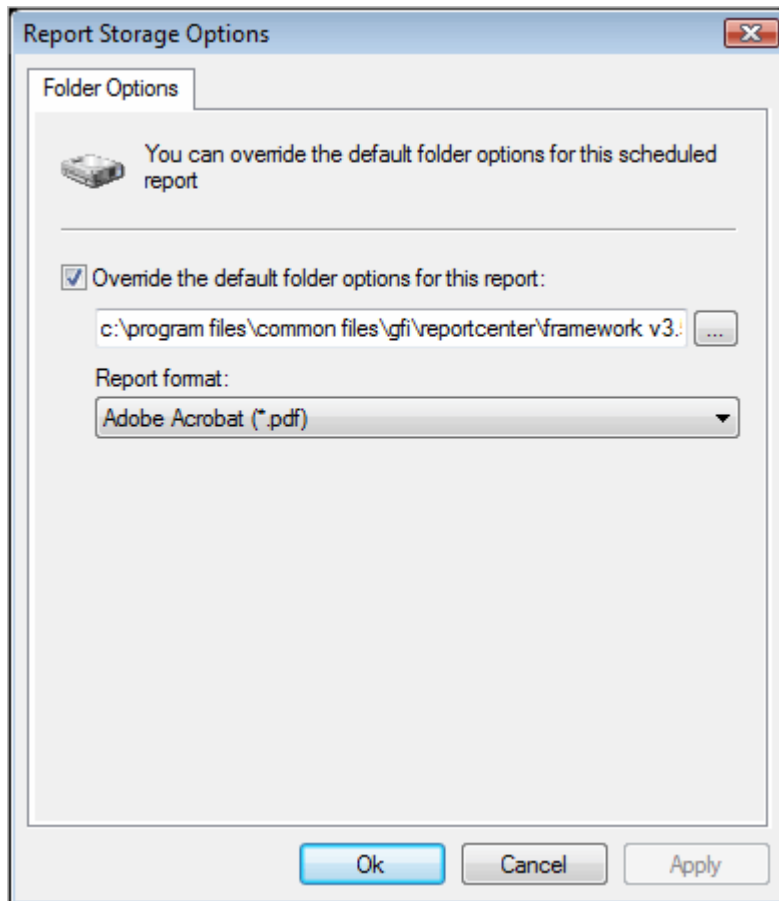 Report Storage Options
Folder Options
You can override the default folder options for this scheduled
report
Override the default folder options for this report:
c:\program files\common files\gfi\reportcenter\framework v3.
...
Report format:
Adobe Acrobat (*.pdf)
Ok Cancel Apply